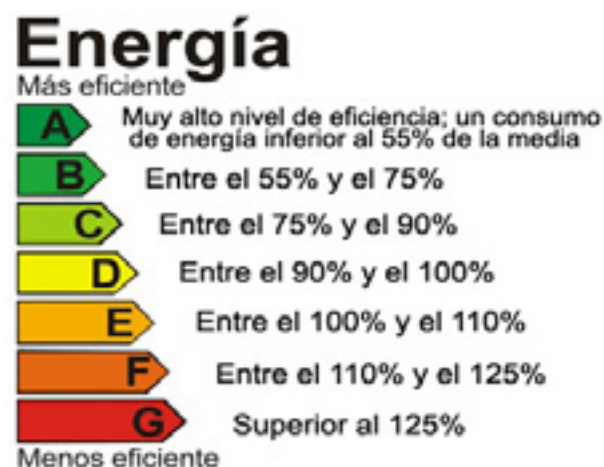 Energía
Más eficiente
A Muy alto nivel de eficiencia; un consumo
de energía inferior al 55% de la media
B Entre el 55% y el 75%
C Entre el 75% y el 90%
D Entre el 90% y el 100%
E Entre el 100% y el 110%
F Entre el 110% y el 125%
G Superior al 125%
Menos eficiente